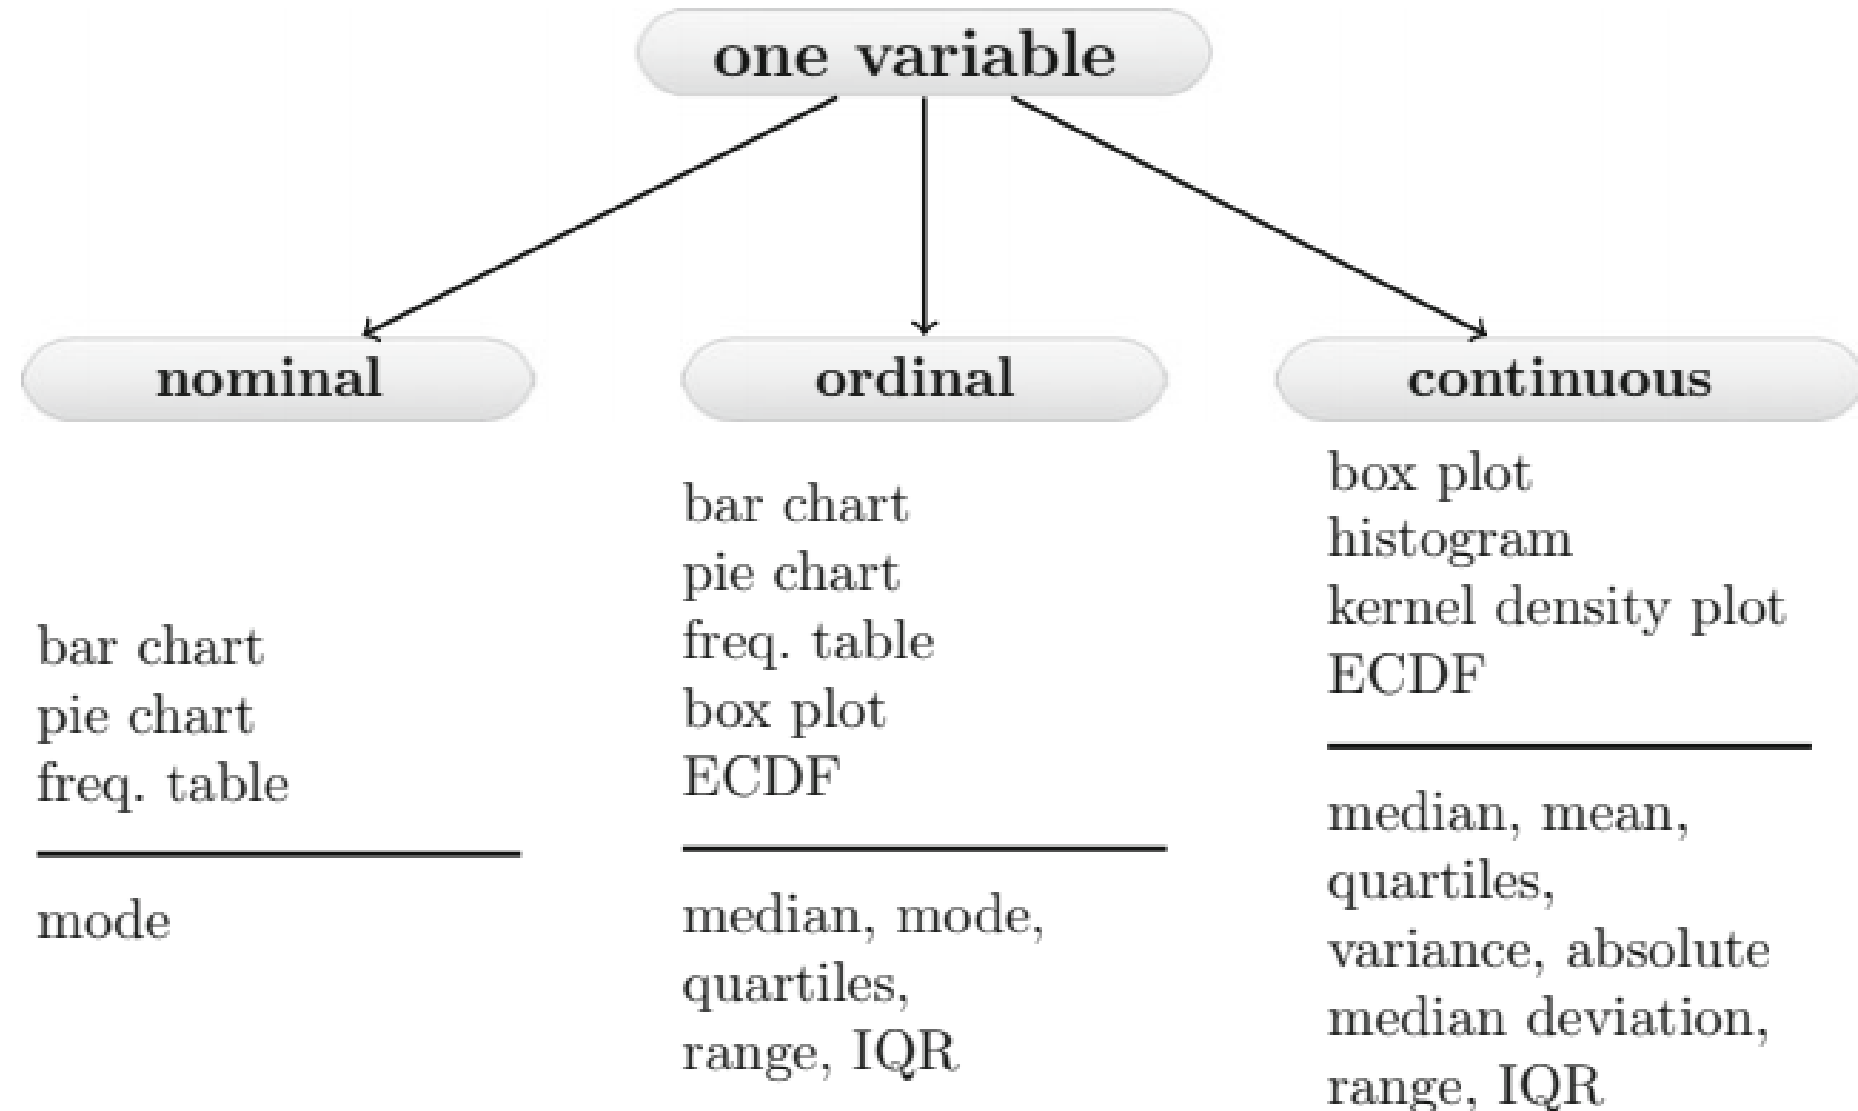 one variable
nominal
ordinal
continuous
bar chart
pie chart
freq. table
mode
bar chart
pie chart
freq. table
box plot
ECDF
median, mode,
quartiles,
range, IQR
box plot
histogram
kernel density plot
ECDF
median, mean,
quartiles,
variance, absolute
median deviation,
range, IQR